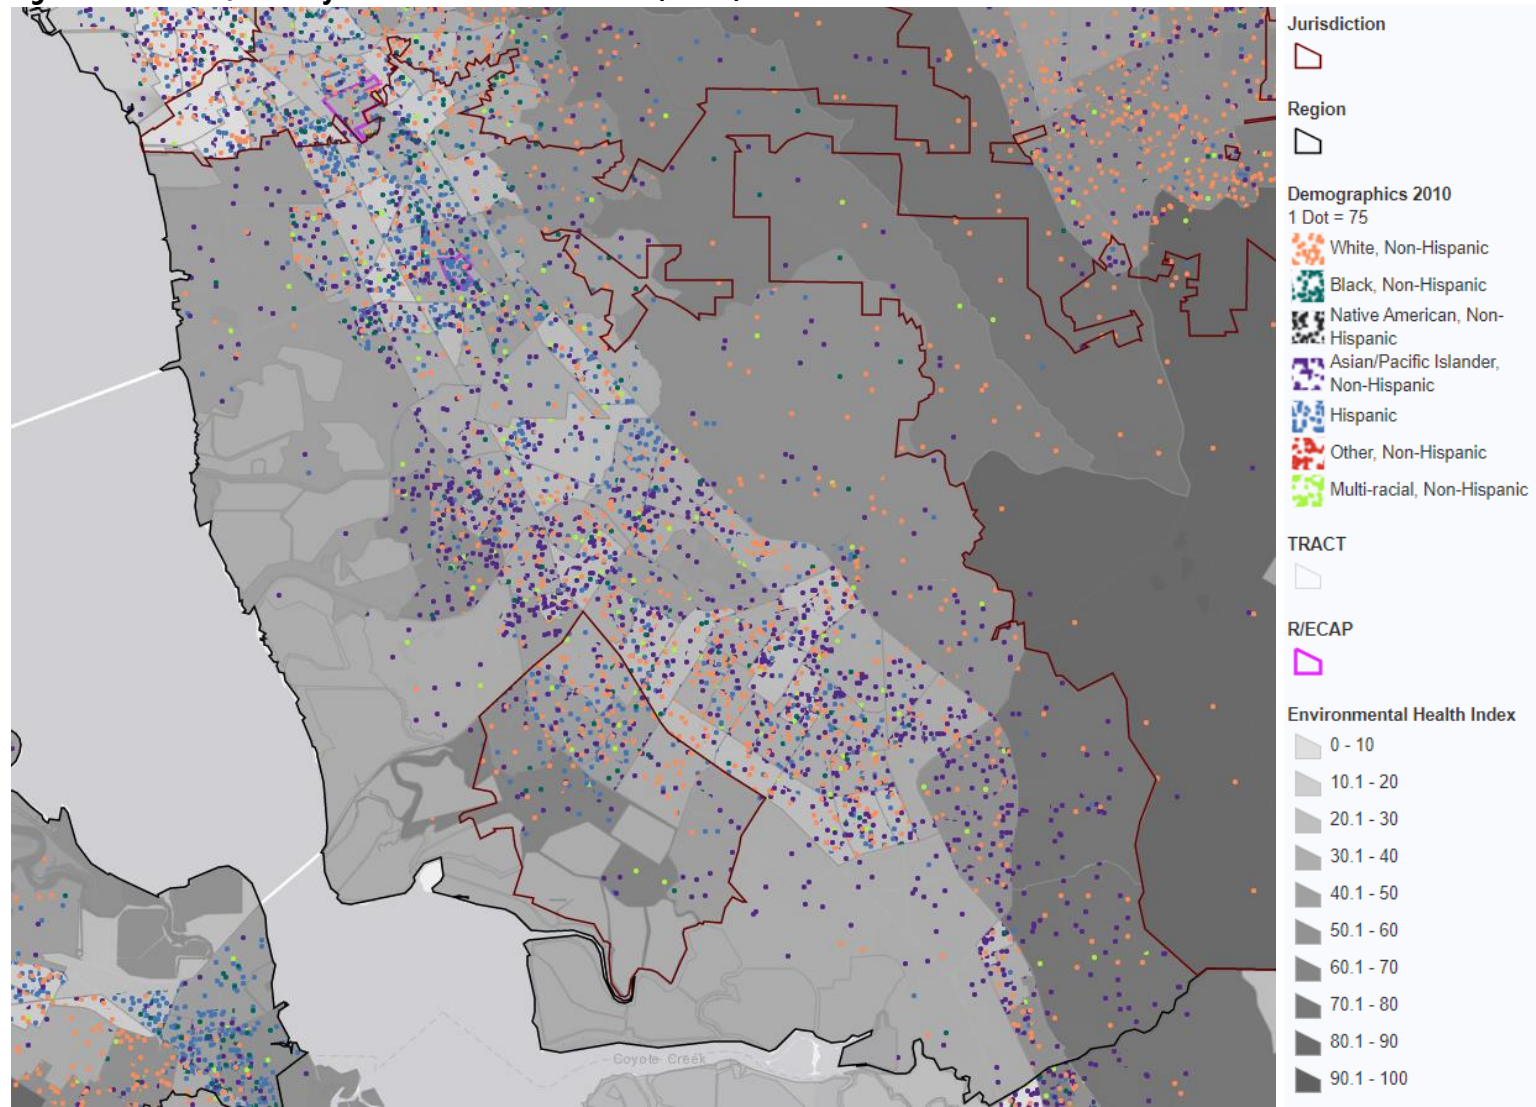 Jurisdiction
Region
Demographics 2010
1 Dot = 75
White, Non-Hispanic
Black, Non-Hispanic
Native American, Non-
Hispanic
Asian/Pacific Islander,
Non-Hispanic
Hispanic
Other, Non-Hispanic
Multi-racial, Non-Hispanic
TRACT
R/ECAP
Environmental Health Index
0 - 10
10.1 - 20
20.1 - 30
30.1 - 40
40.1 - 50
50.1 - 60
60.1 - 70
70.1 - 80
80.1 - 90
90.1 - 100
Coyote Creek